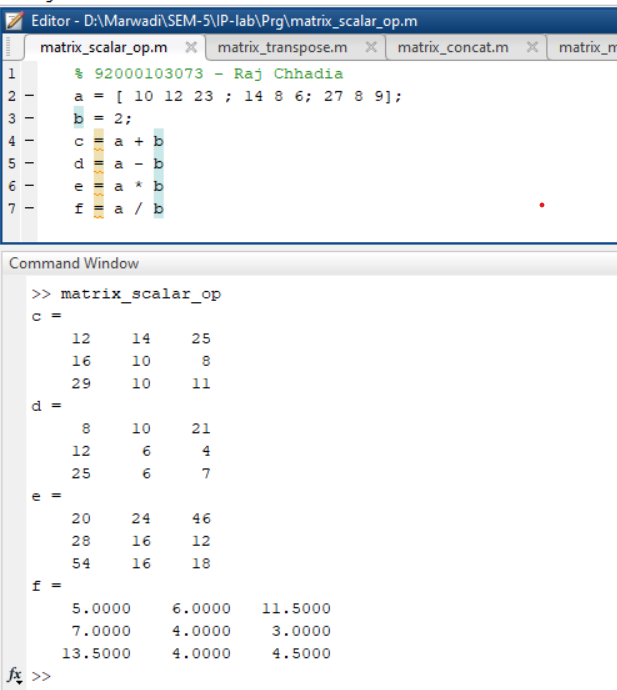 Editor - D:\Marwadi\SEM-5\IP-lab\Prg\matrix_scalar_op.m
matrix_scalar_op.m × matrix_transpose.m × matrix_concat.m × matrix_m
1 % 92000103073 - Raj Chhadia
2 - a = [ 10 12 23 ; 14 8 6; 27 8 9];
3 - b = 2;
4 - c = a + b
5 - d = a - b
6 - e = a * b
7 - f = a / b
Command Window
>> matrix_scalar_op
c =
12 14 25
16 10 8
29 10 11
d =
8 10 21
12 6 4
25 6 7
e =
20 24 46
28 16 12
54 16 18
f =
5.0000 6.0000 11.5000
7.0000 4.0000 3.0000
13.5000 4.0000 4.5000
fx >>